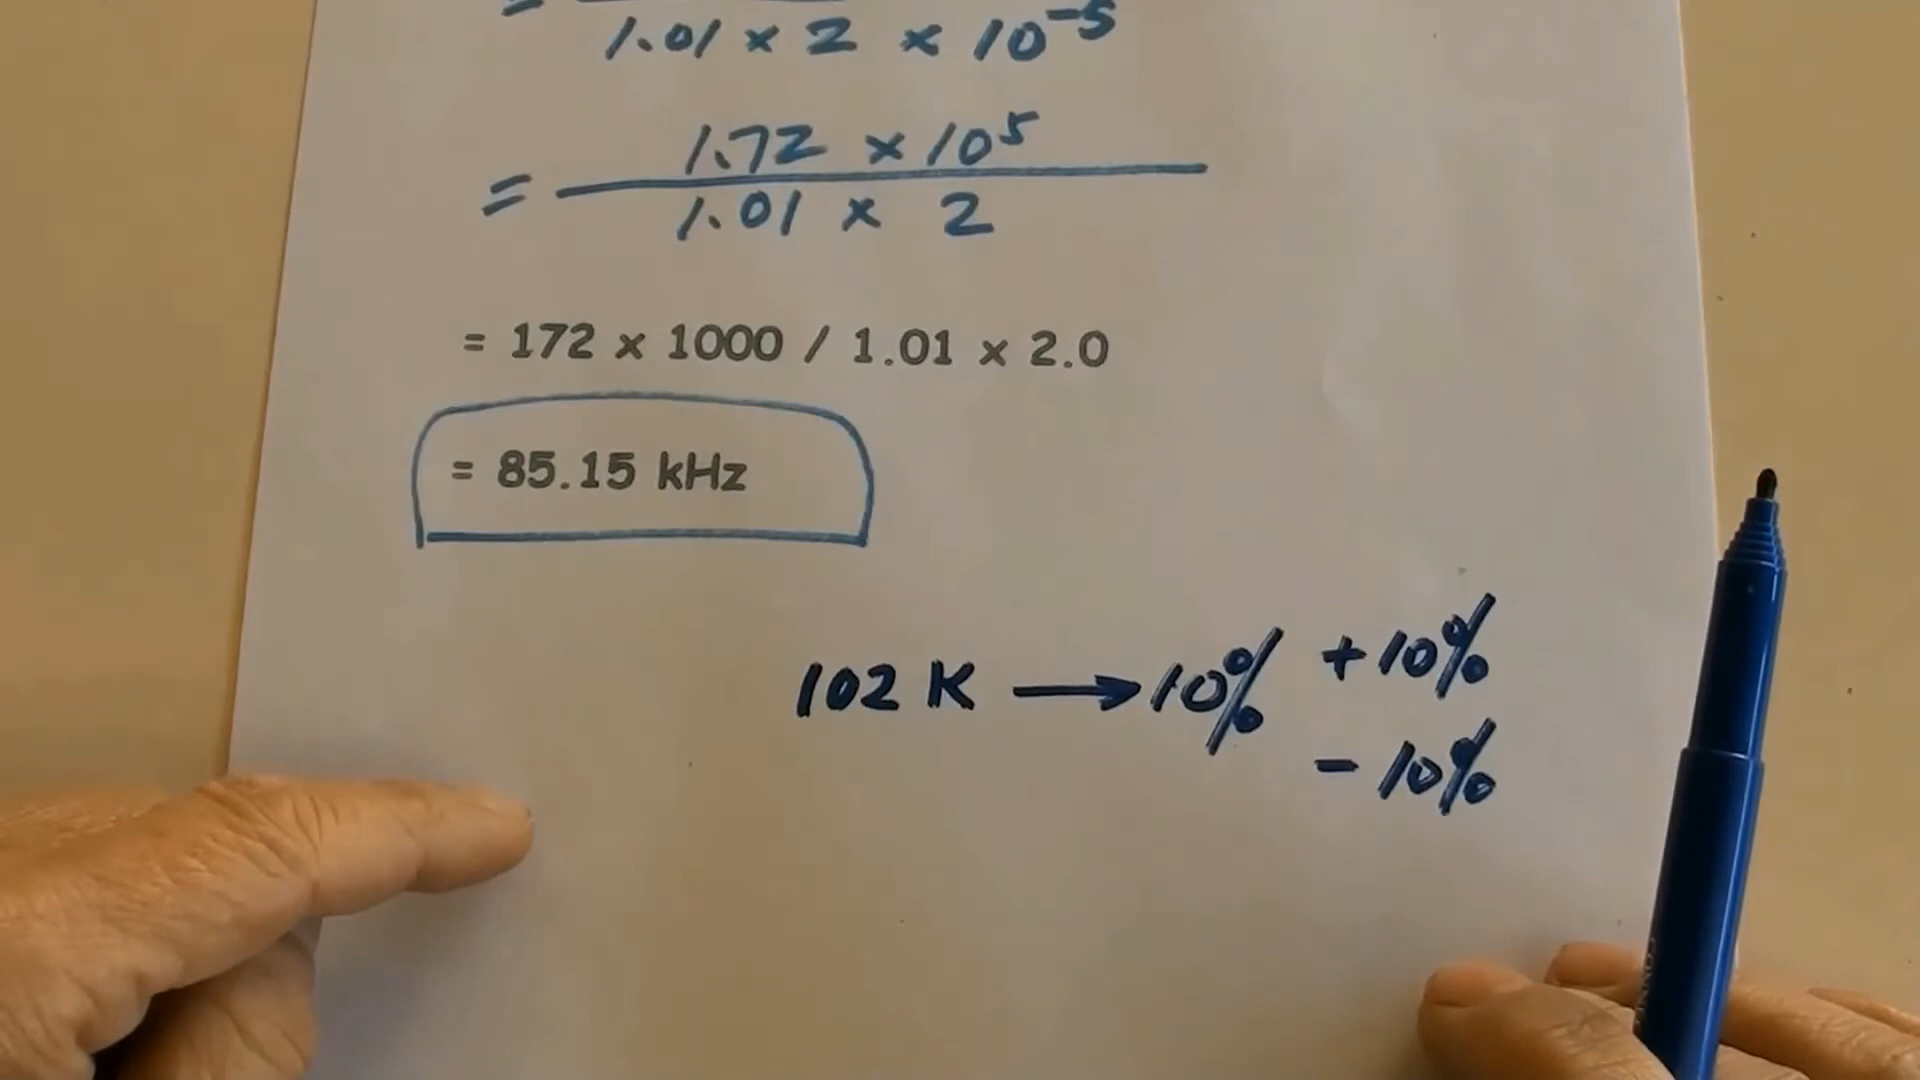 =
1.01 x 2 x 10⁻⁵
1.72 x 10⁵
=
1.01 x 2
= 172 x 1000 / 1.01 x 2.0
= 85.15 kHz
102 K → 10% +10%
- 10%